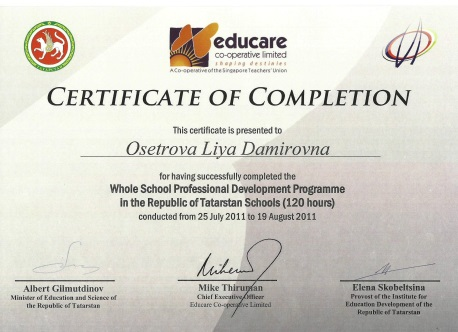 educare
co-operative limited
shaping destinies
A Co-operative of the Singapore Teachers' Union
CERTIFICATE OF COMPLETION
This certificate is presented to
Osetrova Liya Damirovna
for having successfully completed the
Whole School Professional Development Programme
in the Republic of Tatarstan Schools (120 hours)
conducted from 25 July 2011 to 19 August 2011
Albert Gilmutdinov
Minister of Education and Science of
the Republic of Tatarstan
Mike Thiruman
Chief Executive Officer
Educare Co-operative Limited
Elena Skobeltsina
Provost of the Institute for
Education Development of the
Republic of Tatarstan